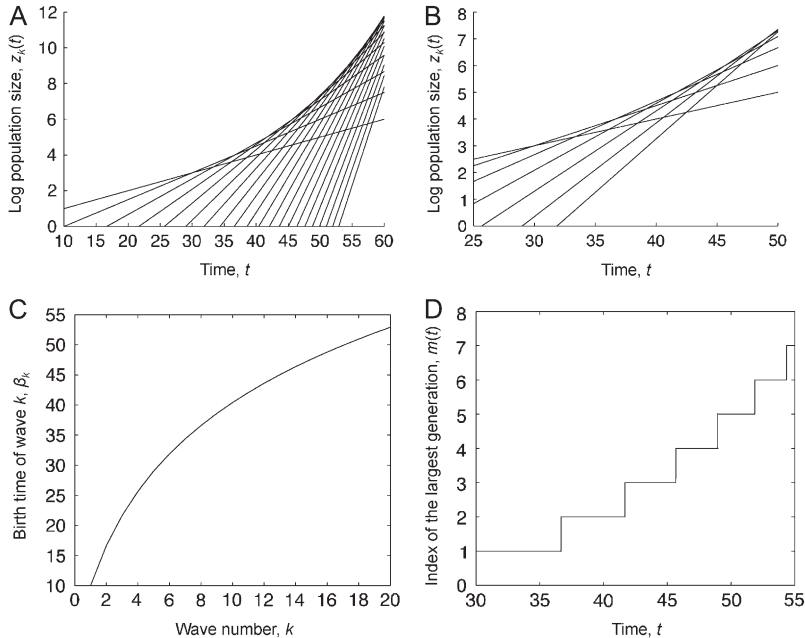 A
Log population size, zk(t)
12
10
8
6
4
2
0
10 15 20 25 30 35 40 45 50 55 60
Time, t
B
Log population size, zk(t)
8
7
6
5
4
3
2
1
0
25 30 35 40 45 50
Time, t
C
Birth time of wave k, βk
55
50
45
40
35
30
25
20
15
10
0 2 4 6 8 10 12 14 16 18 20
Wave number, k
D
Index of the largest generation, m(t)
8
7
6
5
4
3
2
1
0
30 35 40 45 50 55
Time, t